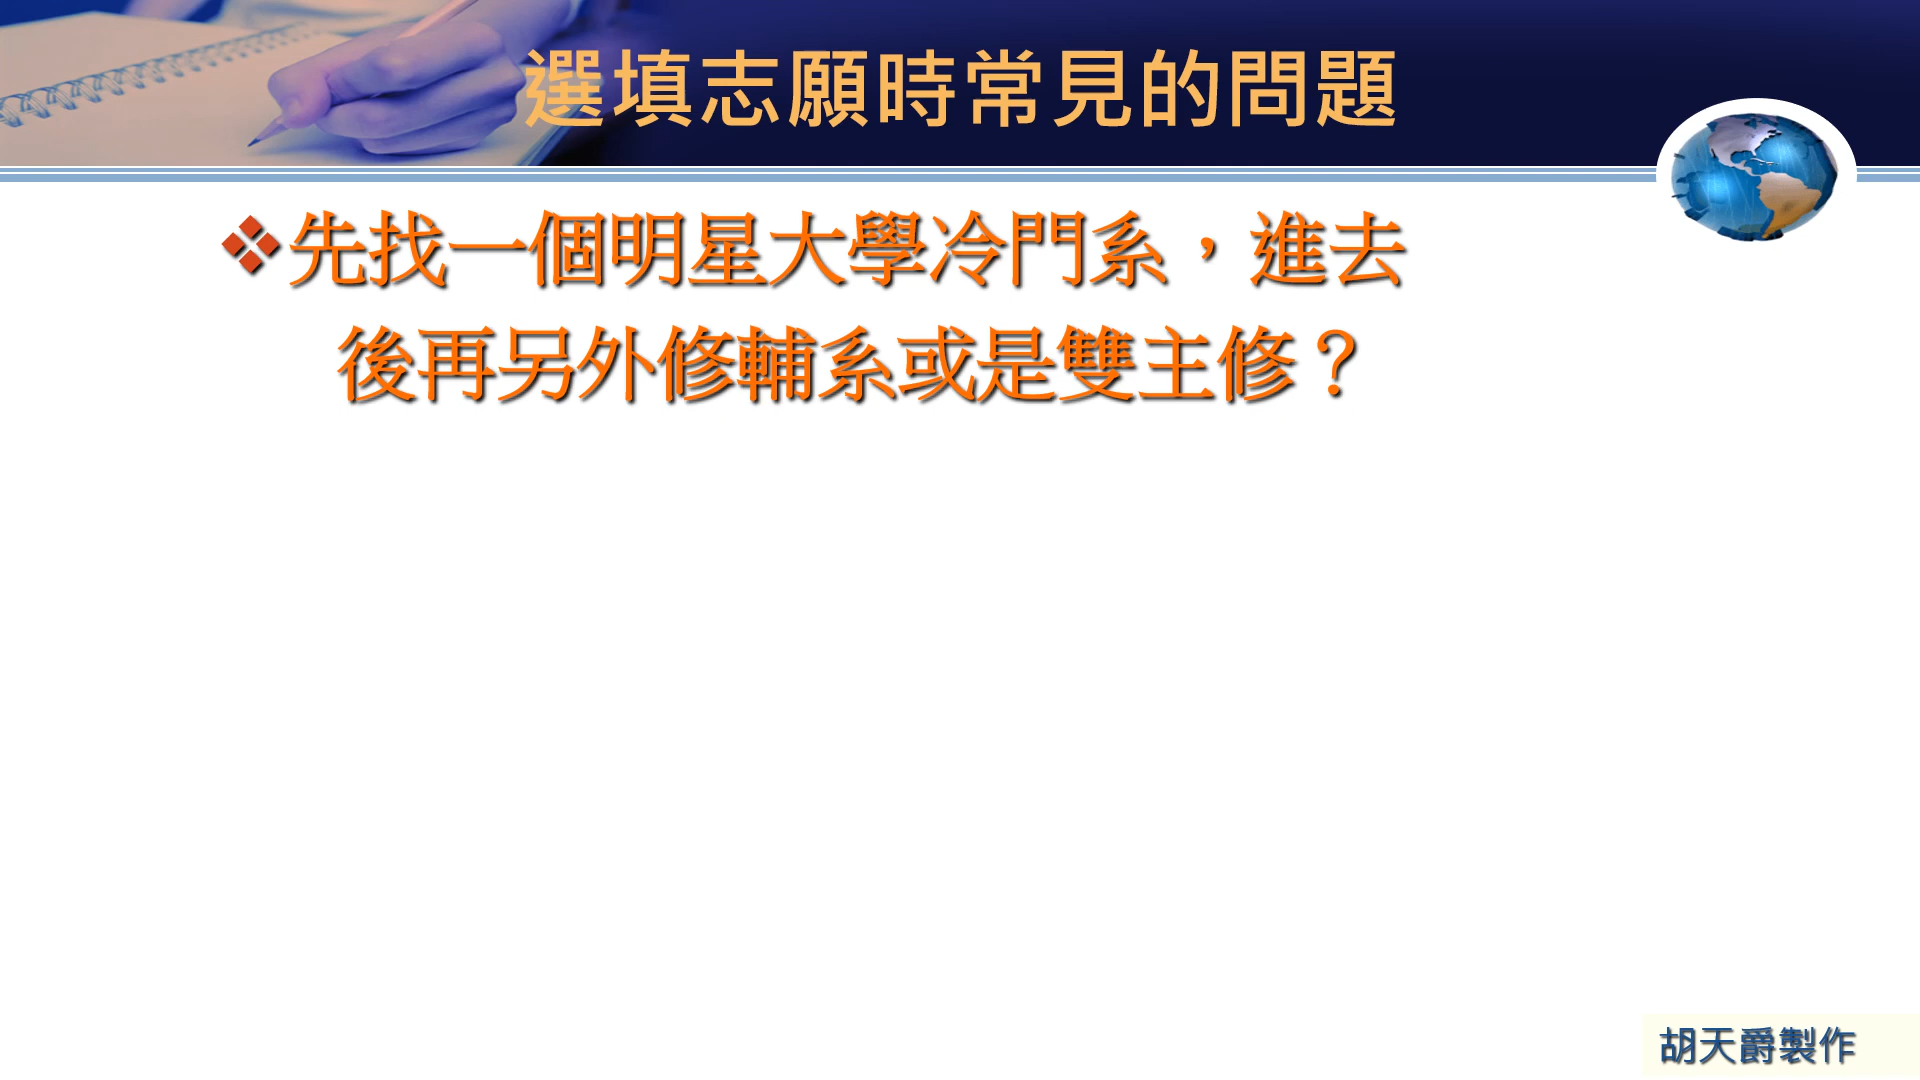 選填志願時常見的問題
先找一個明星大學冷門系，進去
後再另外修輔系或是雙主修？
胡天爵製作